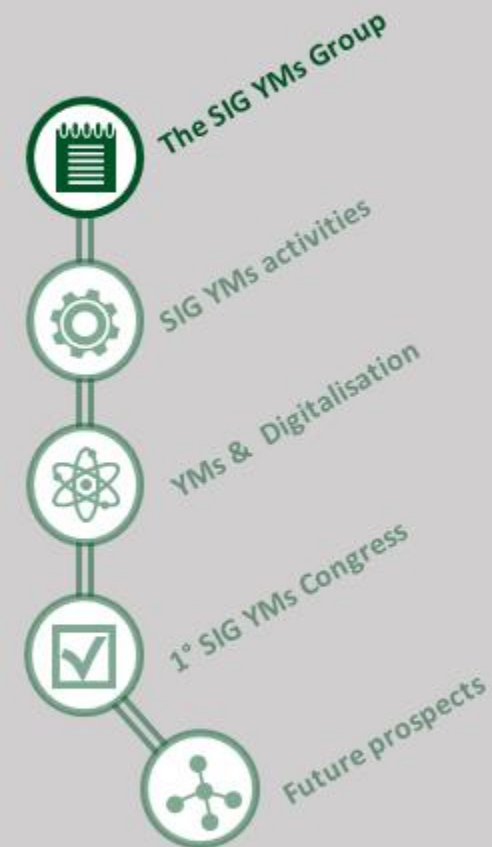 The SIG YMs Group
SIG YMs activities
YMs & Digitalisation
1° SIG YMs Congress
Future prospects